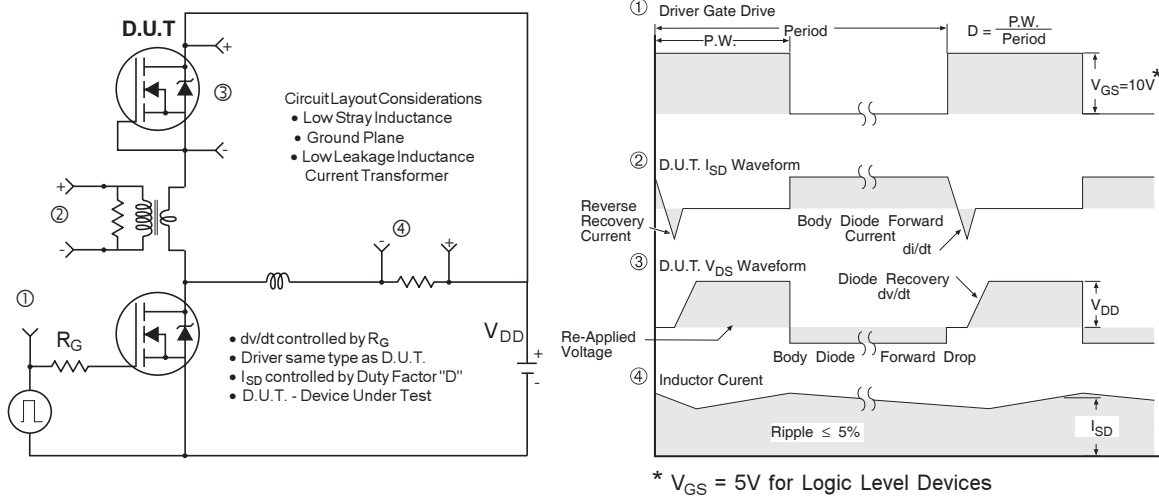 D.U.T
+
③
-
Circuit Layout Considerations
• Low Stray Inductance
• Ground Plane
• Low Leakage Inductance
Current Transformer
+
②
-
④
-
+
①
R_G
V_DD
+
-
• dv/dt controlled by R_G
• Driver same type as D.U.T.
• I_SD controlled by Duty Factor "D"
• D.U.T. - Device Under Test
① Driver Gate Drive
P.W.
Period
D = P.W.
Period
V_GS=10V *
② D.U.T. I_SD Waveform
Reverse
Recovery
Current
Body Diode Forward
Current
di/dt
③ D.U.T. V_DS Waveform
Diode Recovery
dv/dt
V_DD
Re-Applied
Voltage
Body Diode Forward Drop
④ Inductor Curent
Ripple ≤ 5%
I_SD
* V_GS = 5V for Logic Level Devices